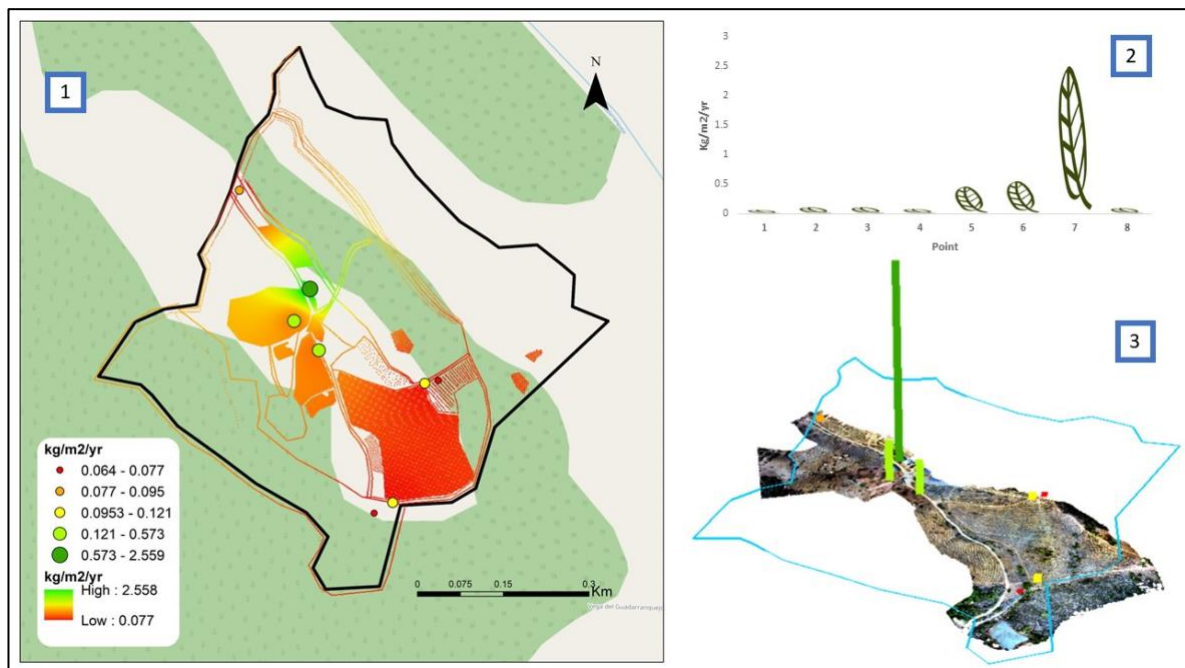 1
N
kg/m2/yr
0.064 - 0.077
0.077 - 0.095
0.0953 - 0.121
0.121 - 0.573
0.573 - 2.559
kg/m2/yr
High : 2.558
Low : 0.077
0 0.075 0.15 0.3
Km
del Guadarranquejo
2
Kg/m2/yr
3
2.5
2
1.5
1
0.5
0
1 2 3 4 5 6 7 8
Point
3